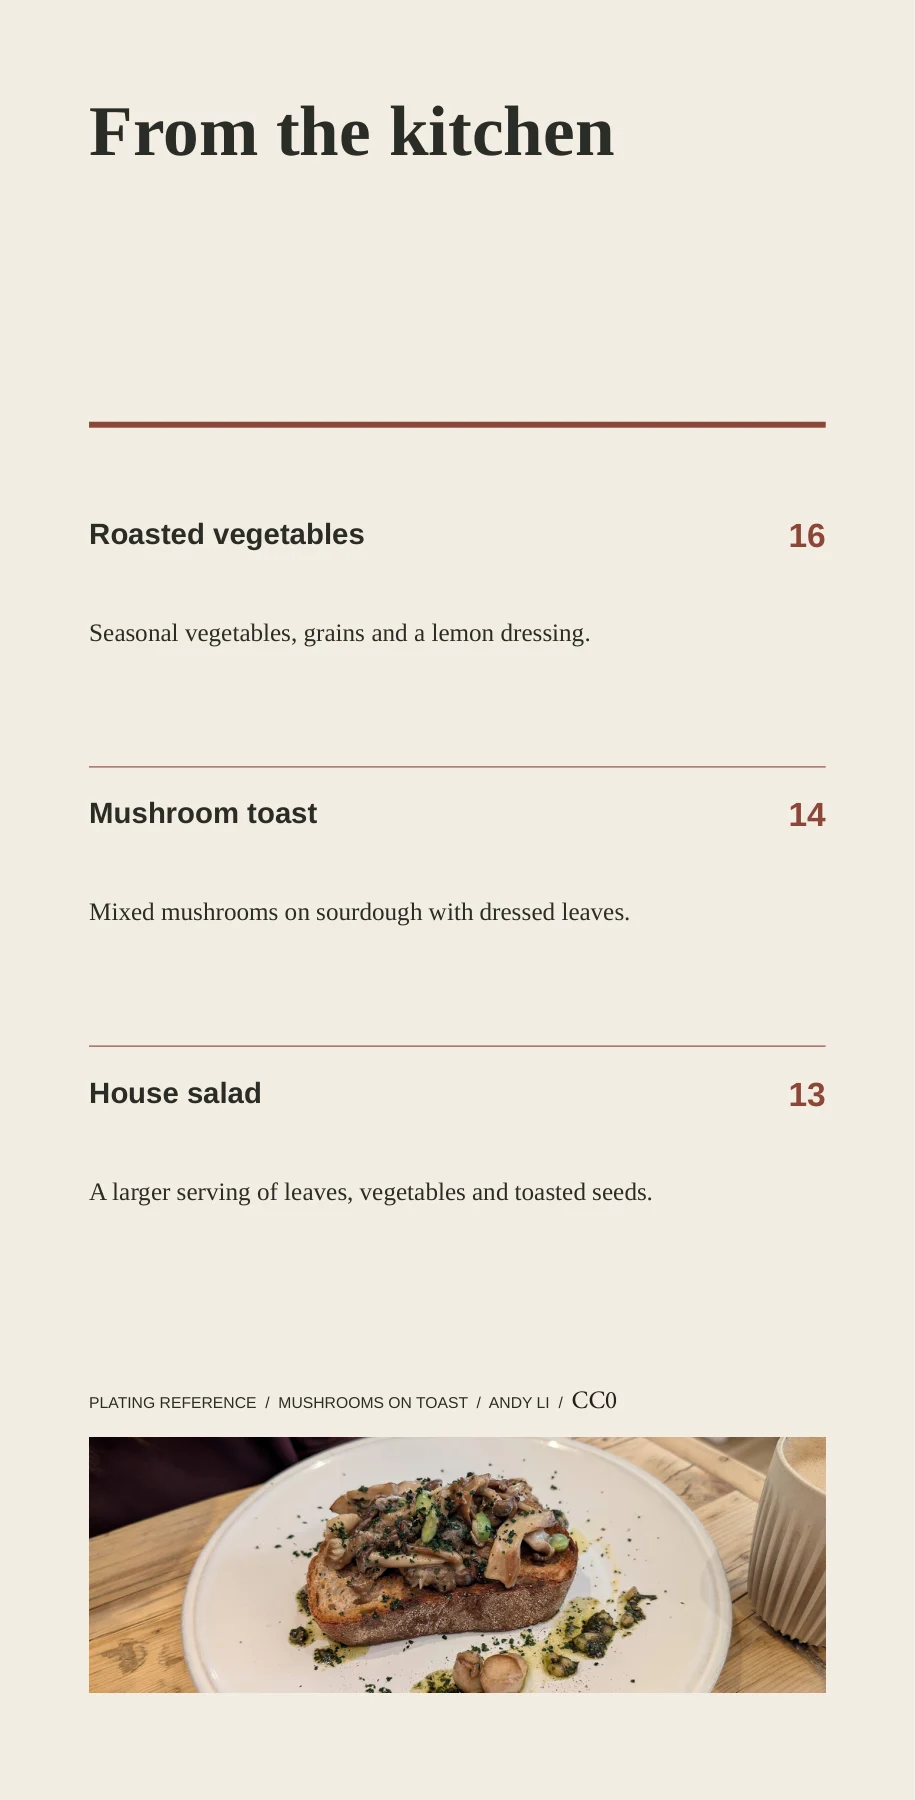 From the kitchen
Roasted vegetables 16
Seasonal vegetables, grains and a lemon dressing.
Mushroom toast 14
Mixed mushrooms on sourdough with dressed leaves.
House salad 13
A larger serving of leaves, vegetables and toasted seeds.
PLATING REFERENCE / MUSHROOMS ON TOAST / ANDY LI / CC0